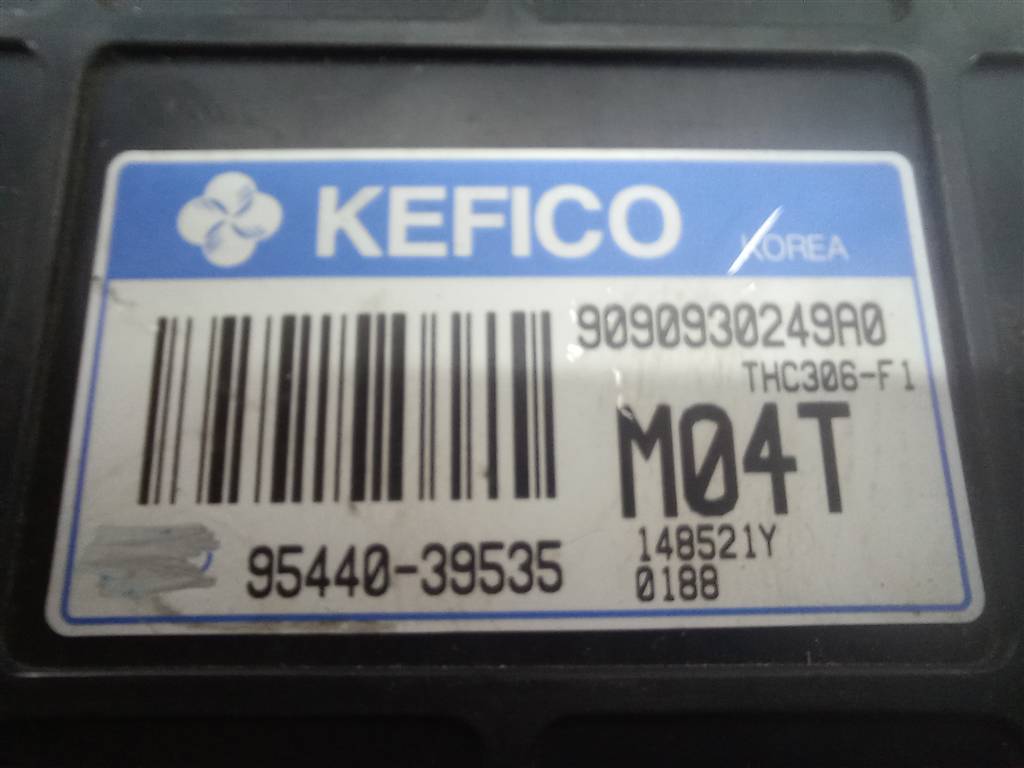 KEFICO
KOREA
9090930249A0
THC306-F1
M04T
95440-39535
148521Y
0188